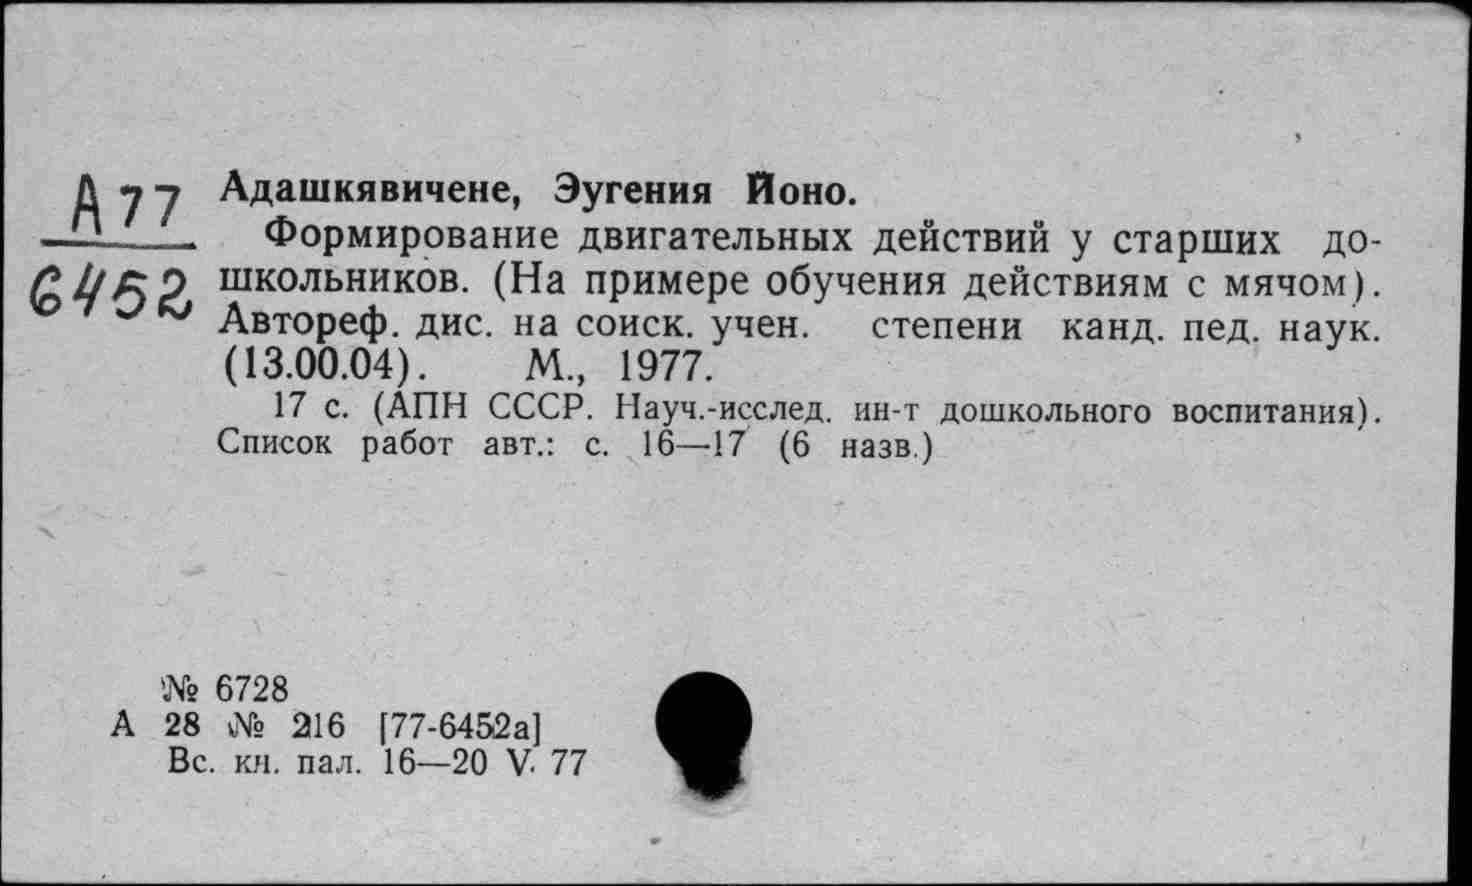 А77
6452
Адашкявичене, Эугения Йоно.
Формирование двигательных действий у старших до-
школьников. (На примере обучения действиям с мячом).
Автореф. дис. на соиск. учен. степени канд. пед. наук.
(13.00.04). М., 1977.
17 с. (АПН СССР. Науч.-исслед. ин-т дошкольного воспитания).
Список работ авт.: с. 16—17 (6 назв.)
№ 6728
А 28 № 216 [77-6452а]
Вс. кн. пал. 16—20 V. 77